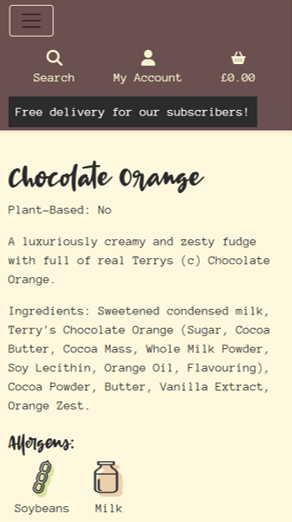 Search
My Account
£0.00
Free delivery for our subscribers!
Chocolate Orange
Plant-Based: No
A luxuriously creamy and zesty fudge
with full of real Terrys (c) Chocolate
Orange.
Ingredients: Sweetened condensed milk,
Terry's Chocolate Orange (Sugar, Cocoa
Butter, Cocoa Mass, Whole Milk Powder,
Soy Lecithin, Orange Oil, Flavouring),
Cocoa Powder, Butter, Vanilla Extract,
Orange Zest.
Allergens:
Soybeans
Milk